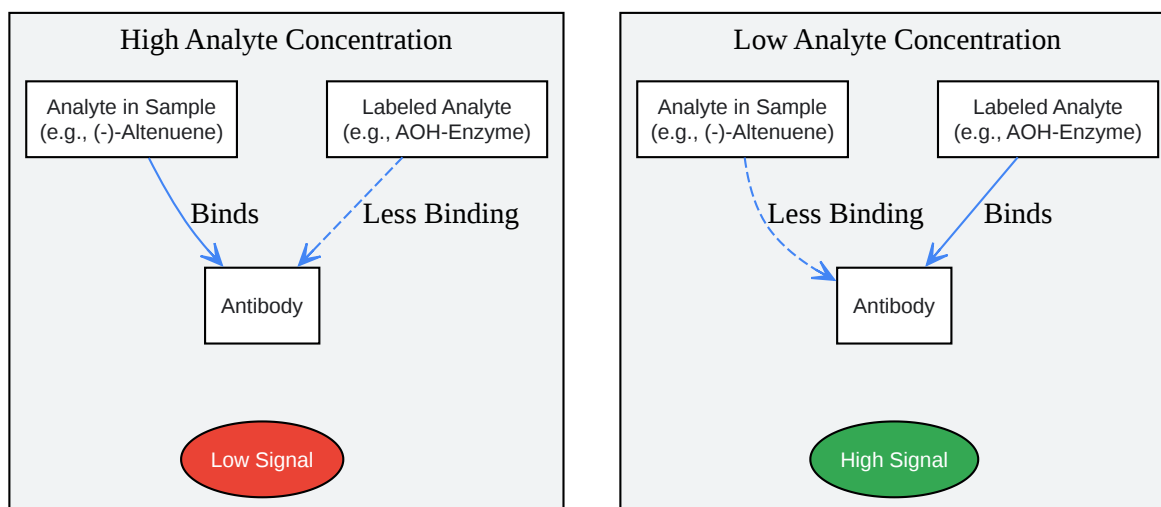 High Analyte Concentration
Analyte in Sample
(e.g., (-)-Altenuene)
Labeled Analyte
(e.g., AOH-Enzyme)
Binds
Less Binding
Antibody
Low Signal
Low Analyte Concentration
Analyte in Sample
(e.g., (-)-Altenuene)
Labeled Analyte
(e.g., AOH-Enzyme)
Less Binding
Binds
Antibody
High Signal